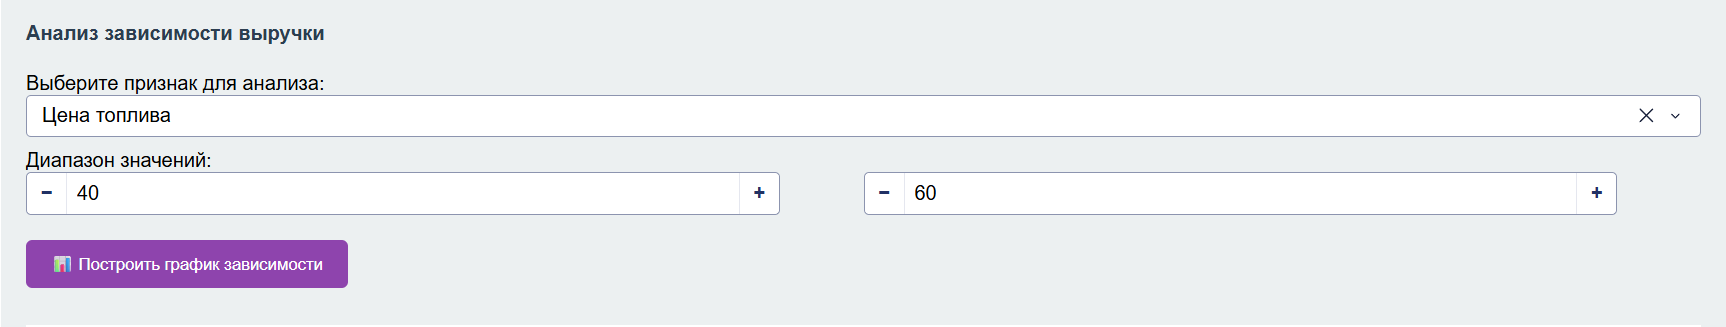 Анализ зависимости выручки
Выберите признак для анализа:
Цена топлива
Диапазон значений:
− 40 + − 60 +
Построить график зависимости